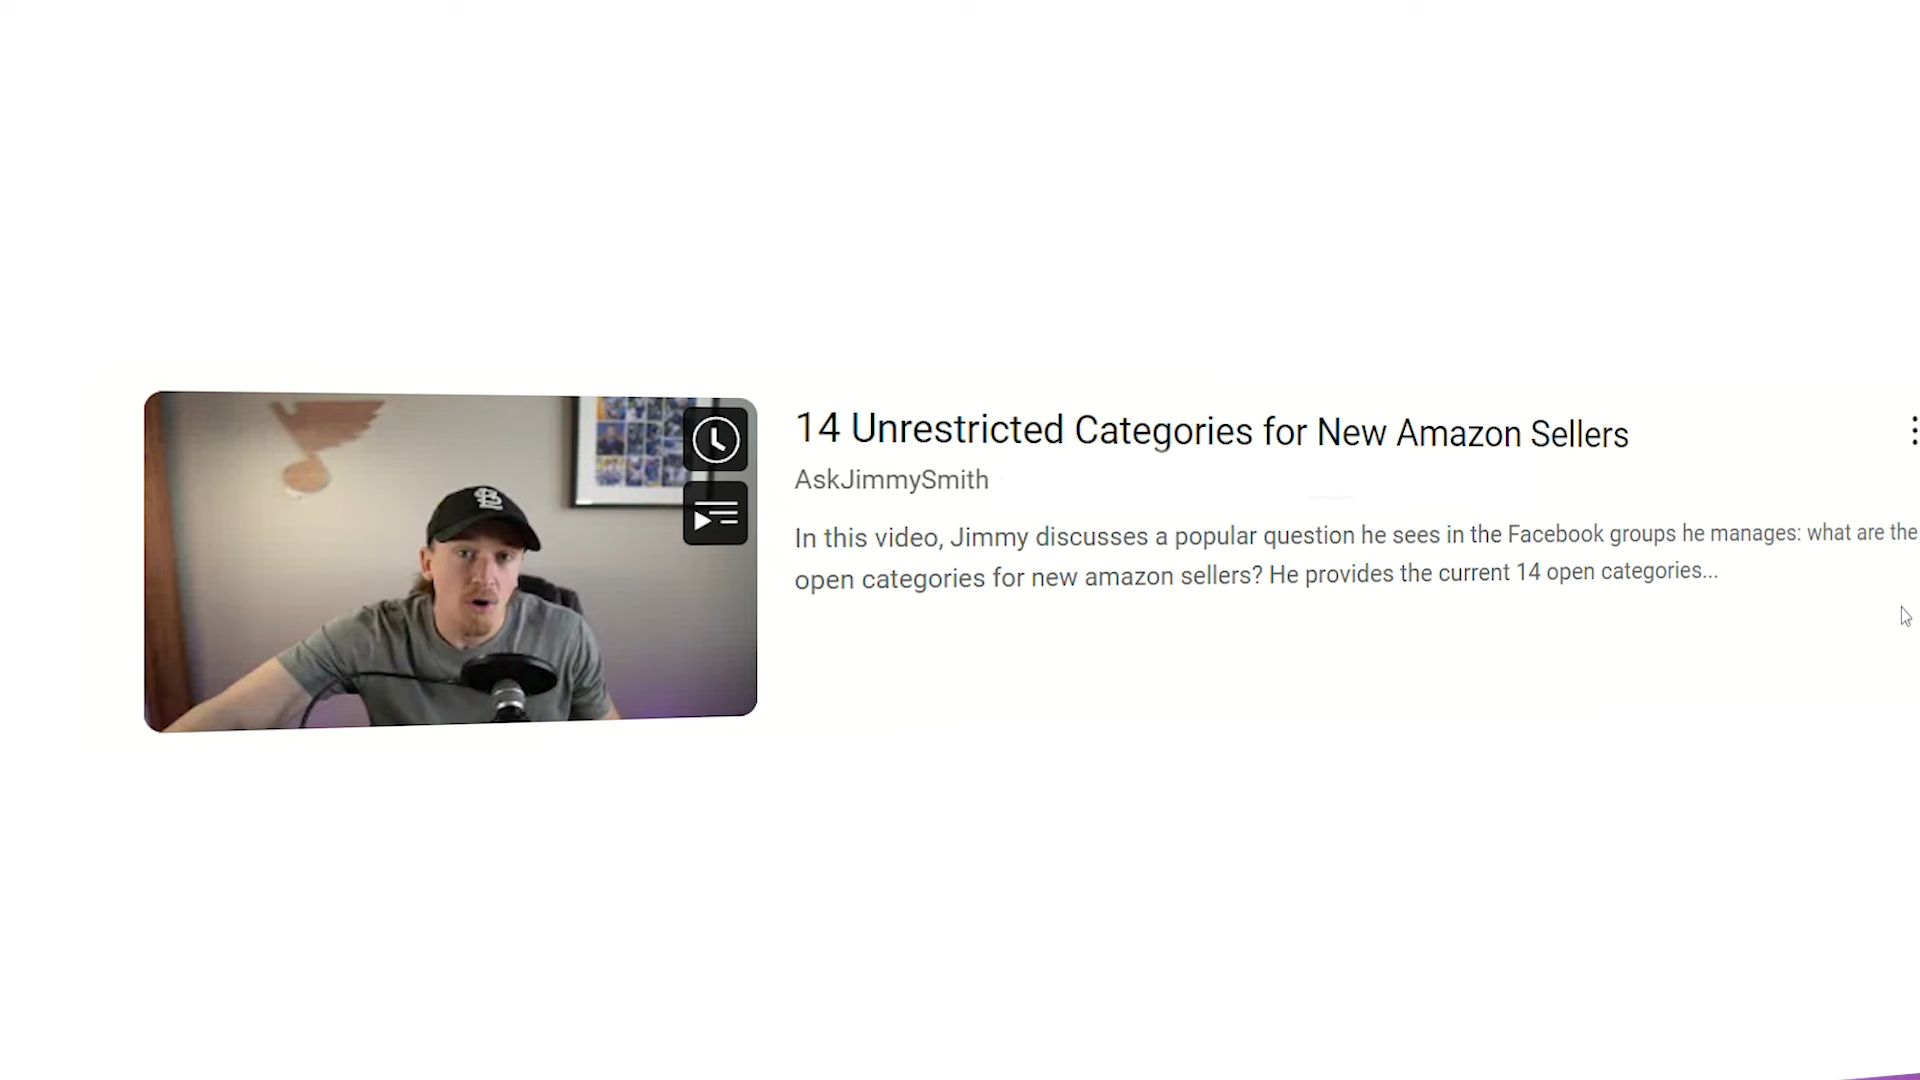 14 Unrestricted Categories for New Amazon Sellers
AskJimmySmith
In this video, Jimmy discusses a popular question he sees in the Facebook groups he manages: what are the
open categories for new amazon sellers? He provides the current 14 open categories...